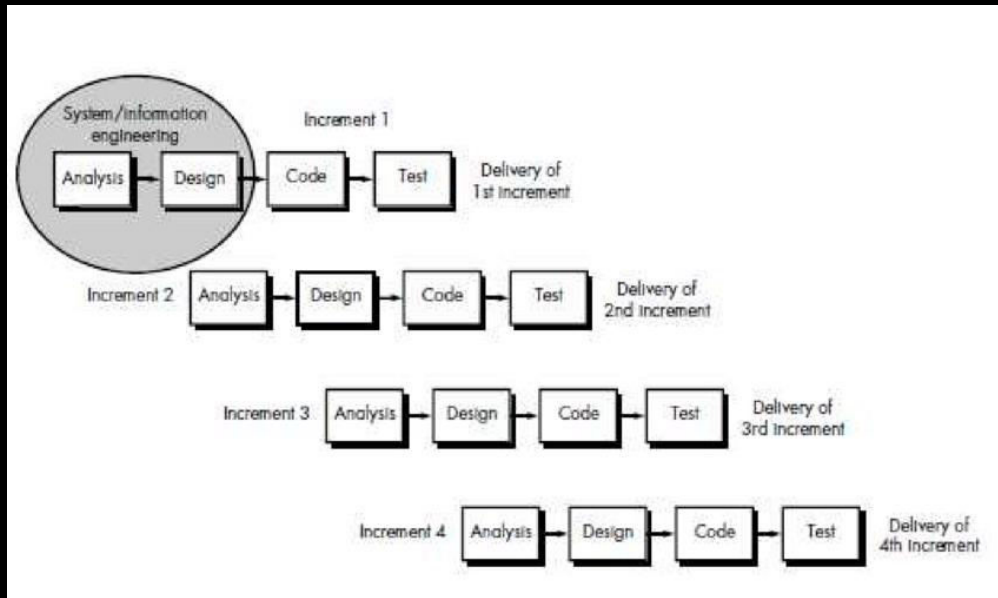 System/information
engineering
Increment 1
Analysis
Design
Code
Test
Delivery of
1st increment
Increment 2
Analysis
Design
Code
Test
Delivery of
2nd increment
Increment 3
Analysis
Design
Code
Test
Delivery of
3rd increment
Increment 4
Analysis
Design
Code
Test
Delivery of
4th increment